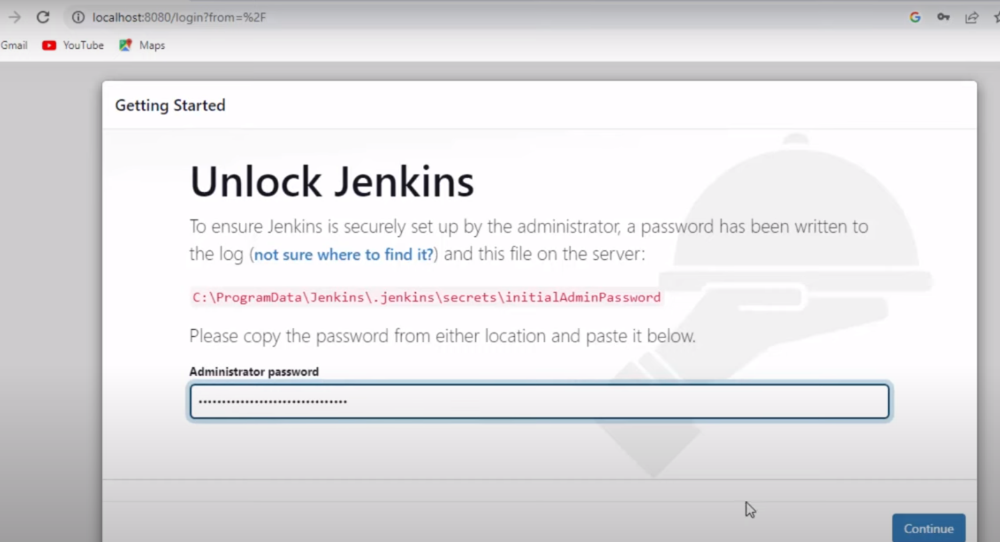 localhost:8080/login?from=%2F
Gmail YouTube Maps
Getting Started
Unlock Jenkins
To ensure Jenkins is securely set up by the administrator, a password has been written to
the log (not sure where to find it?) and this file on the server:
C:\ProgramData\Jenkins\.jenkins\secrets\initialAdminPassword
Please copy the password from either location and paste it below.
Administrator password
Continue